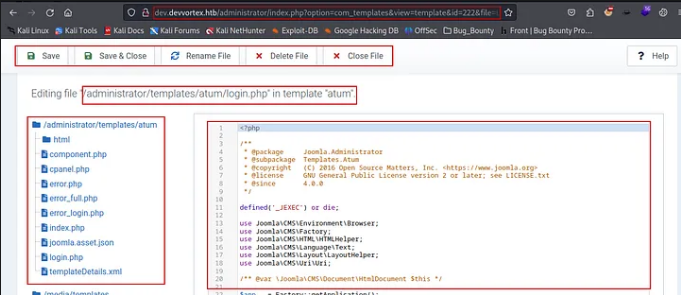 dev.devvortex.htb/administrator/index.php?option=com_templates&view=template&id=222&file=
Kali Linux Kali Tools Kali Docs Kali Forums Kali NetHunter Exploit-DB Google Hacking DB OffSec Bug_Bounty Front | Bug Bounty Pro…
Save Save & Close Rename File Delete File Close File Help
Editing file "/administrator/templates/atum/login.php" in template "atum".
/administrator/templates/atum
html
component.php
cpanel.php
error.php
error_full.php
error_login.php
index.php
joomla.asset.json
login.php
templateDetails.xml
/media/templates
1 <?php
2
3 /**
4 * @package Joomla.Administrator
5 * @subpackage Templates.Atum
6 * @copyright (C) 2016 Open Source Matters, Inc. <https://www.joomla.org>
7 * @license GNU General Public License version 2 or later; see LICENSE.txt
8 * @since 4.0.0
9 */
10
11 defined('_JEXEC') or die;
12
13 use Joomla\CMS\Environment\Browser;
14 use Joomla\CMS\Factory;
15 use Joomla\CMS\HTML\HTMLHelper;
16 use Joomla\CMS\Language\Text;
17 use Joomla\CMS\Layout\LayoutHelper;
18 use Joomla\CMS\Uri\Uri;
19
20 /** @var \Joomla\CMS\Document\HtmlDocument $this */
21
22 $app = Factory::getApplication();